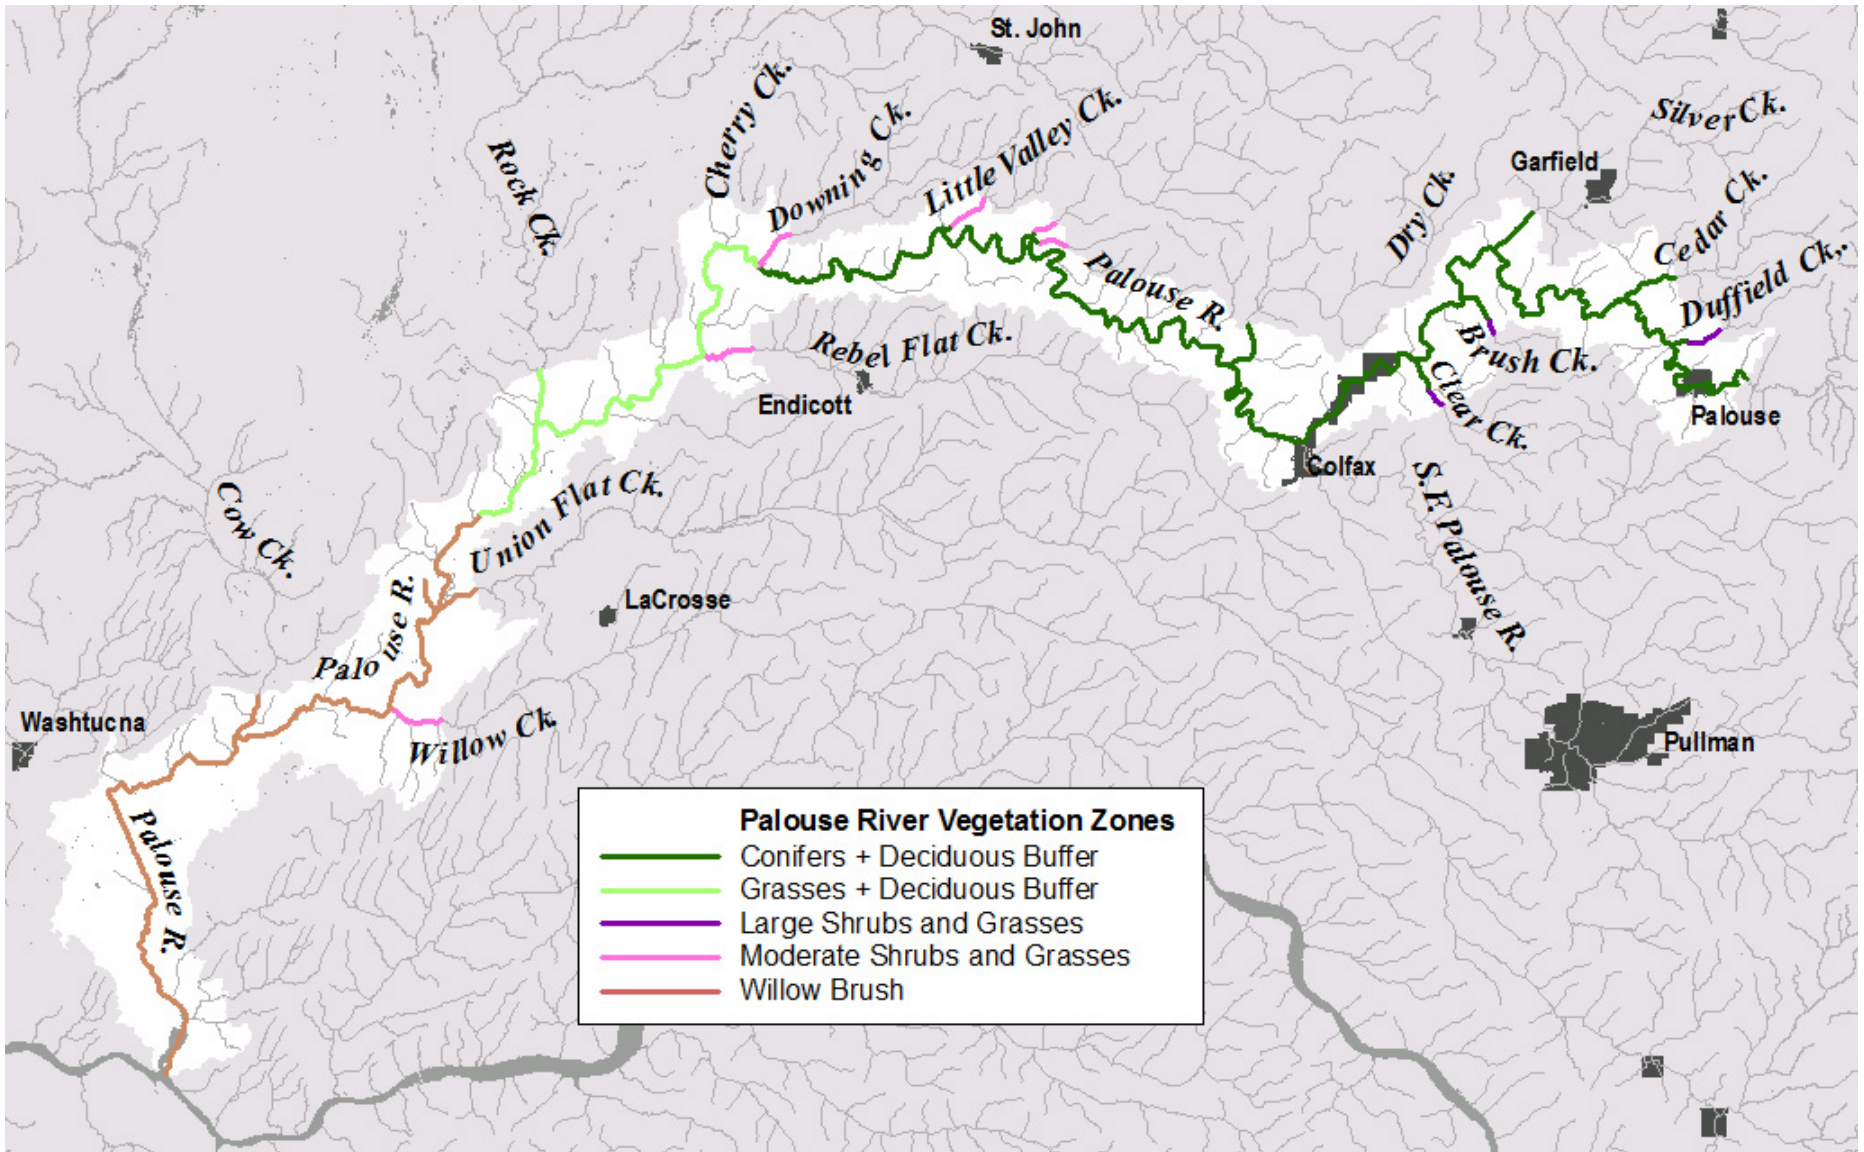 St. John
Cherry Ck.
Downing Ck.
Little Valley Ck.
Silver Ck.
Rock Ck.
Garfield
Dry Ck.
Cedar Ck.
Duffield Ck,.
Palouse R.
Rebel Flat Ck.
Brush Ck.
Endicott
Clear Ck.
Palouse
Colfax
Union Flat Ck.
Cow Ck.
S. F. Palouse R.
LaCrosse
Palouse R.
Washtucna
Willow Ck.
Pullman
Palouse R.
Palouse River Vegetation Zones
Conifers + Deciduous Buffer
Grasses + Deciduous Buffer
Large Shrubs and Grasses
Moderate Shrubs and Grasses
Willow Brush